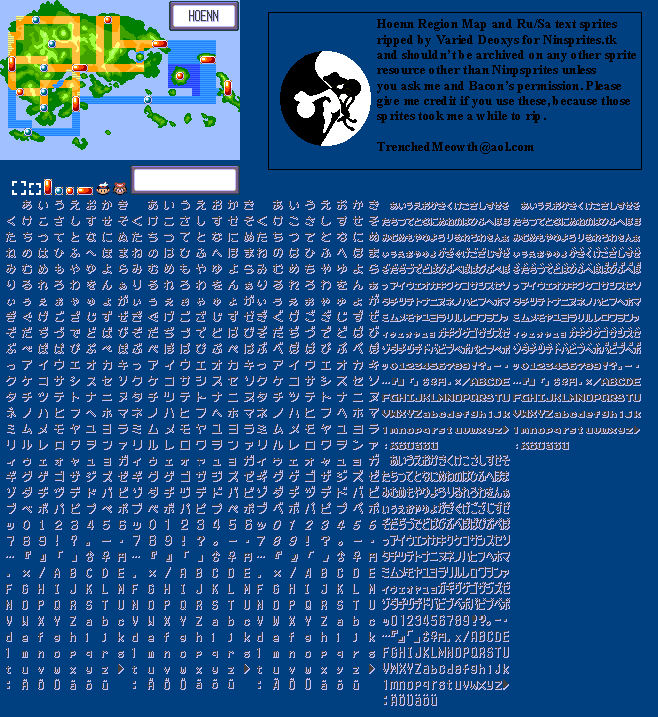 HOENN
Hoenn Region Map and Ru/Sa text sprites
ripped by Varied Deoxys for Ninsprites.tk
and shouldn't be archived on any other sprite
resource other than Ninpsprites unless
you ask me and Bacon's permission. Please
give me credit if you use these, because those
sprites took me a while to rip.
TrenchedMeowth@aol.com
あいうえおかき あいうえおかき あいうえおかき
くけこさしすせそくけこさしすせそくけこさしすせそ
たちつてとなにぬたちつてとなにぬたちつてとなにぬ
ねのはひふへほまねのはひふへほまねのはひふへほま
みむめもやゆよらみむめもやゆよらみむめもやゆよら
りるれろわをんぁりるれろわをんぁりるれろわをんぁ
ぃぅぇぉゃゅょがぃぅぇぉゃゅょがぃぅぇぉゃゅょが
ぎぐげござじずぜぎぐげござじずぜぎぐげござじずぜ
ぞだぢづでどばびぞだぢづでどばびぞだぢづでどばび
ぶべぼぱぴぷぺぽぶべぼぱぴぷぺぽぶべぼぱぴぷぺぽ
っアイウエオカキっアイウエオカキっアイウエオカキ
クケコサシスセソクケコサシスセソクケコサシスセソ
タチツテトナニヌタチツテトナニヌタチツテトナニヌ
ネノハヒフヘホマネノハヒフヘホマネノハヒフヘホマ
ミムメモヤユヨラミムメモヤユヨラミムメモヤユヨラ
リルレロワヲンァリルレロワヲンァリルレロワヲンァ
ィゥェォャュョガィゥェォャュョガィゥェォャュョガ
ギグゲゴザジズゼギグゲゴザジズゼギグゲゴザジズゼ
ゾダヂヅデドバビゾダヂヅデドバビゾダヂヅデドバビ
ブベボパピプペポブベボパピプペポブベボパピプペポ
ッ0123456ッ0123456ッ0123456
789!?。ー・789!?。ー・789!?。ー・
…『』「」♂♀円…『』「」♂♀円…『』「」♂♀円
.×/ABCDE.×/ABCDE.×/ABCDE
FGHIJKLMFGHIJKLMFGHIJKLM
NOPQRSTUNOPQRSTUNOPQRSTU
VWXYZabcVWXYZabcVWXYZabc
defghijkdefghijkdefghijk
lmnopqrslmnopqrslmnopqrs
tuvwxyz▶tuvwxyz▶tuvwxyz▶
:ÄÖÜäöü :ÄÖÜäöü :ÄÖÜäöü
あいうえおかきくけこさしすせそ あいうえおかきくけこさしすせそ
たちつてとなにぬねのはひふへほま たちつてとなにぬねのはひふへほま
みむめもやゆよらりるれろわをんぁ みむめもやゆよらりるれろわをんぁ
ぃぅぇぉゃゅょがぎぐげござじずぜ ぃぅぇぉゃゅょがぎぐげござじずぜ
ぞだぢづでどばびぶべぼぱぴぷぺぽ ぞだぢづでどばびぶべぼぱぴぷぺぽ
っアイウエオカキクケコサシスセソ っアイウエオカキクケコサシスセソ
タチツテトナニヌネノハヒフヘホマ タチツテトナニヌネノハヒフヘホマ
ミムメモヤユヨラリルレロワヲンァ ミムメモヤユヨラリルレロワヲンァ
ィゥェォャュョガギグゲゴザジズゼ ィゥェォャュョガギグゲゴザジズゼ
ゾダヂヅデドバビブベボパピプペポ ゾダヂヅデドバビブベボパピプペポ
ッ0123456789!?。ー・ ッ0123456789!?。ー・
…『』「」♂♀円.×/ABCDE …『』「」♂♀円.×/ABCDE
FGHIJKLMNOPQRSTU FGHIJKLMNOPQRSTU
VWXYZabcdefghijk VWXYZabcdefghijk
lmnopqrstuvwxyz▶ lmnopqrstuvwxyz▶
:ÄÖÜäöü :ÄÖÜäöü
あいうえおかきくけこさしすせそ
たちつてとなにぬねのはひふへほま
みむめもやゆよらりるれろわをんぁ
ぃぅぇぉゃゅょがぎぐげござじずぜ
ぞだぢづでどばびぶべぼぱぴぷぺぽ
っアイウエオカキクケコサシスセソ
タチツテトナニヌネノハヒフヘホマ
ミムメモヤユヨラリルレロワヲンァ
ィゥェォャュョガギグゲゴザジズゼ
ゾダヂヅデドバビブベボパピプペポ
ッ0123456789!?。ー・
…『』「」♂♀円.×/ABCDE
FGHIJKLMNOPQRSTU
VWXYZabcdefghijk
lmnopqrstuvwxyz▶
:ÄÖÜäöü